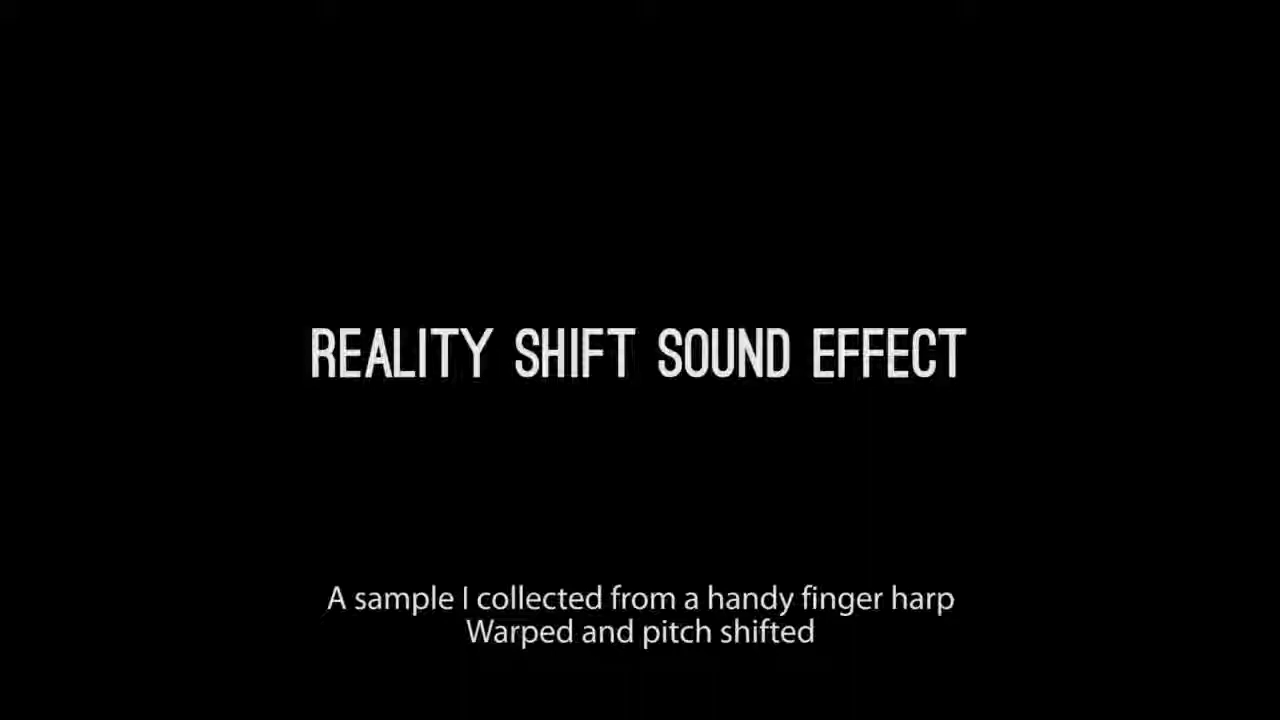 REALITY SHIFT SOUND EFFECT
A sample I collected from a handy finger harp
Warped and pitch shifted